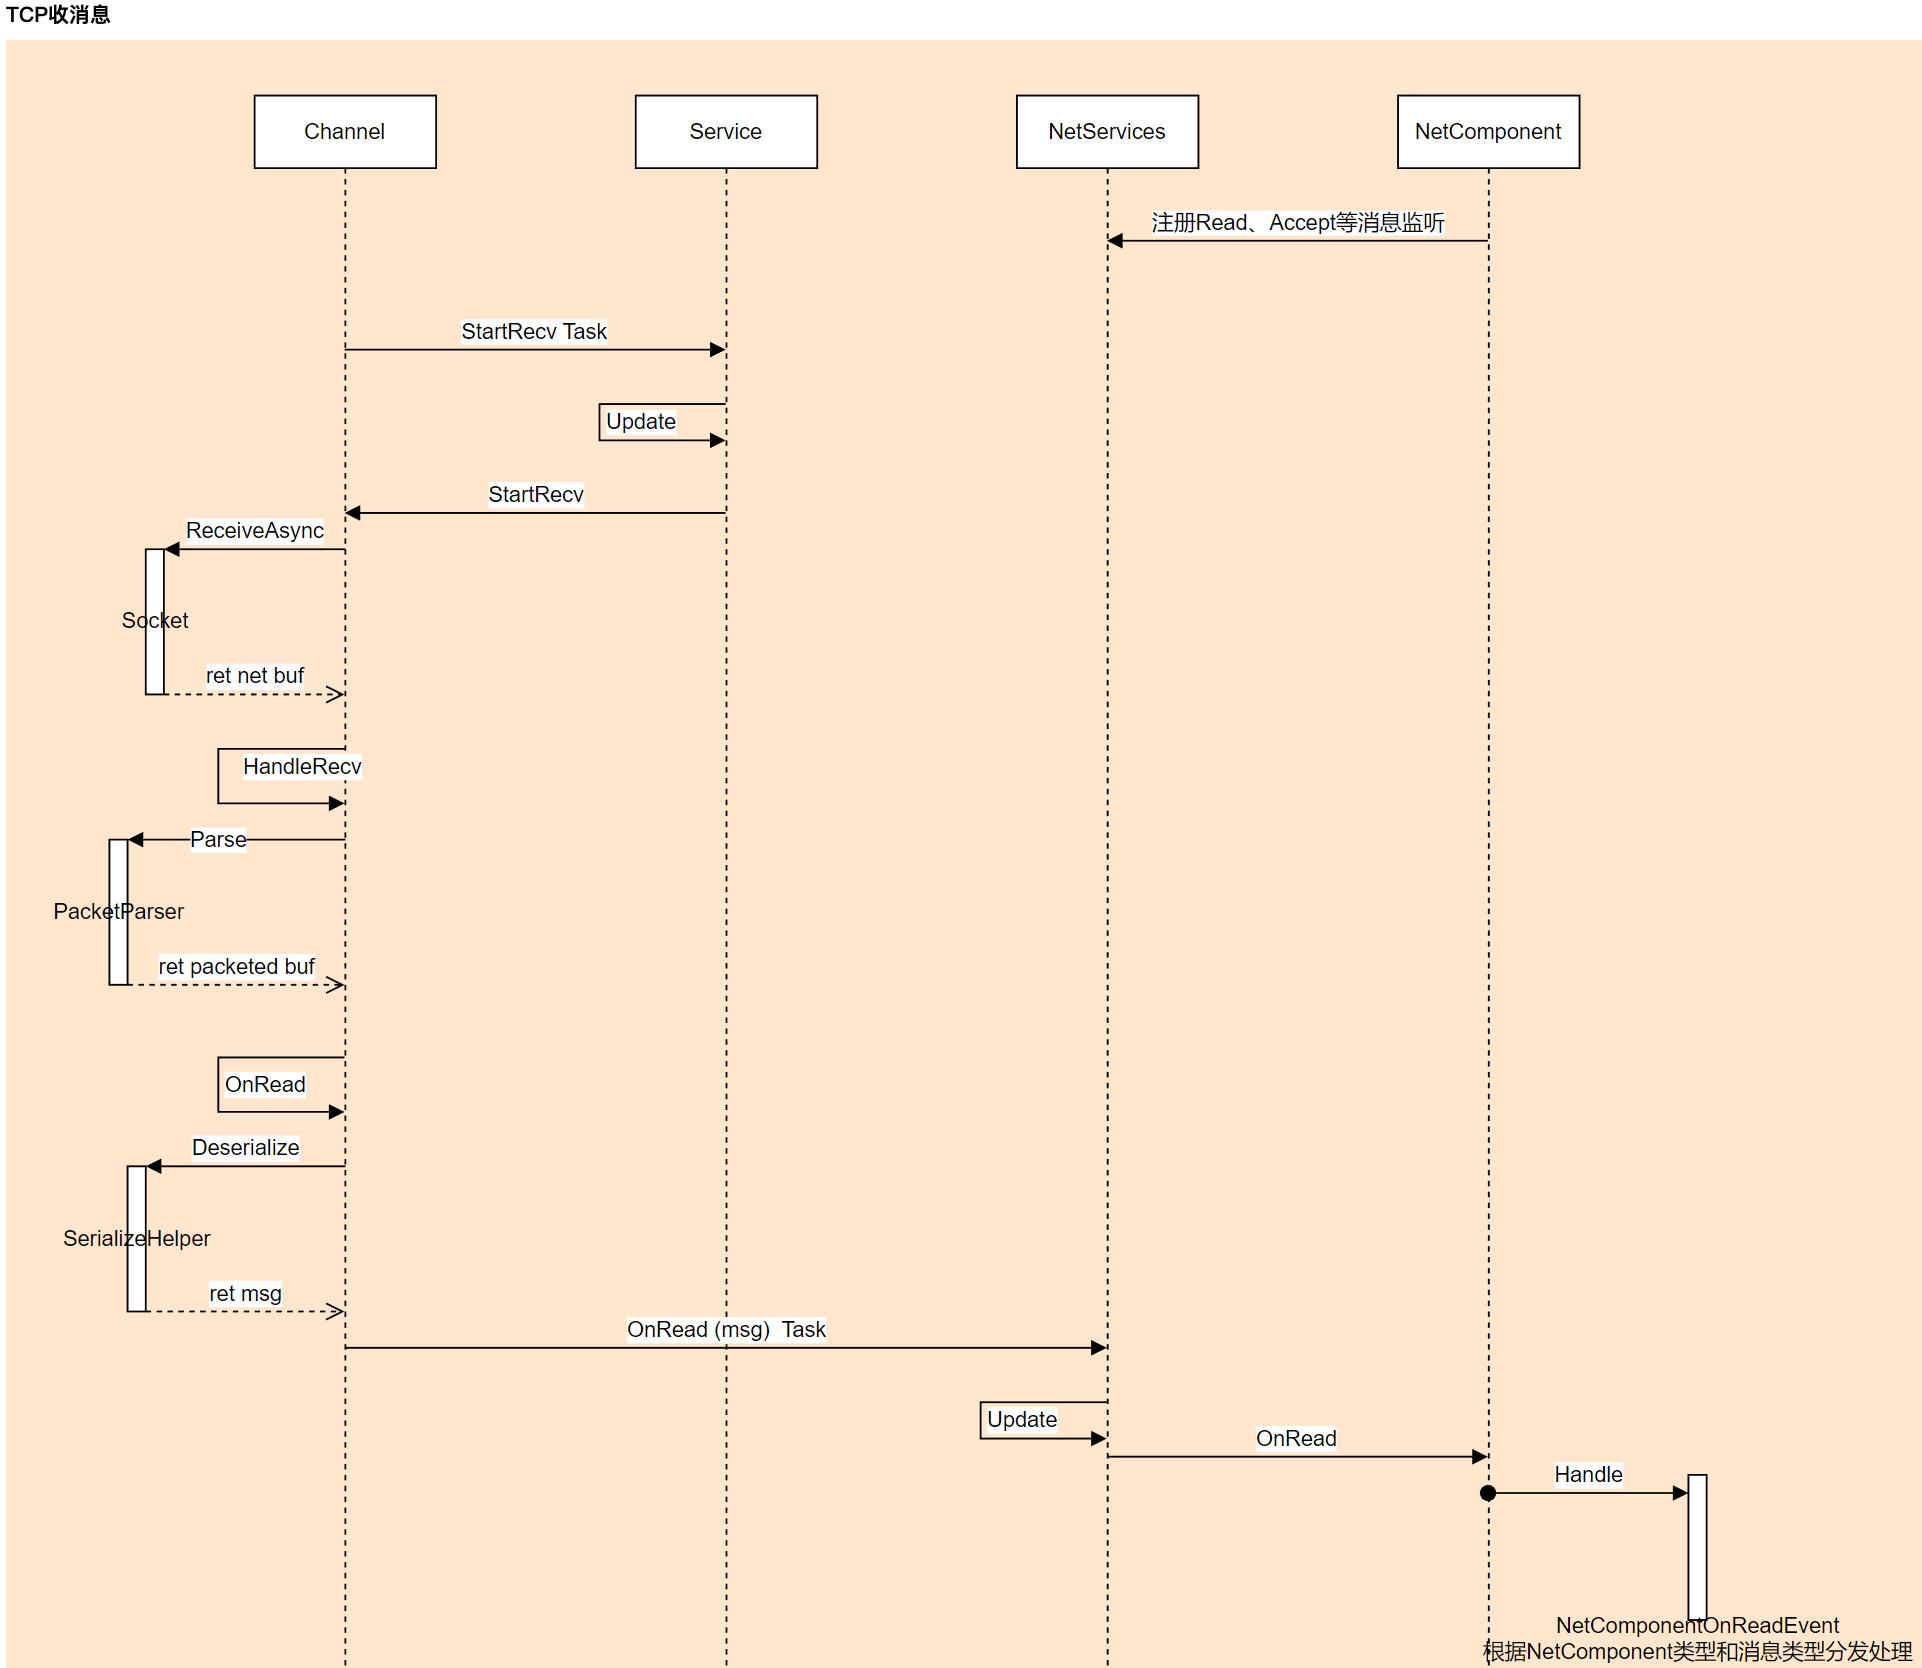 TCP收消息
Channel
Service
NetServices
NetComponent
注册Read、Accept等消息监听
StartRecv Task
Update
StartRecv
ReceiveAsync
Socket
ret net buf
HandleRecv
Parse
PacketParser
ret packeted buf
OnRead
Deserialize
SerializeHelper
ret msg
OnRead (msg)  Task
Update
OnRead
Handle
NetComponentOnReadEvent
根据NetComponent类型和消息类型分发处理